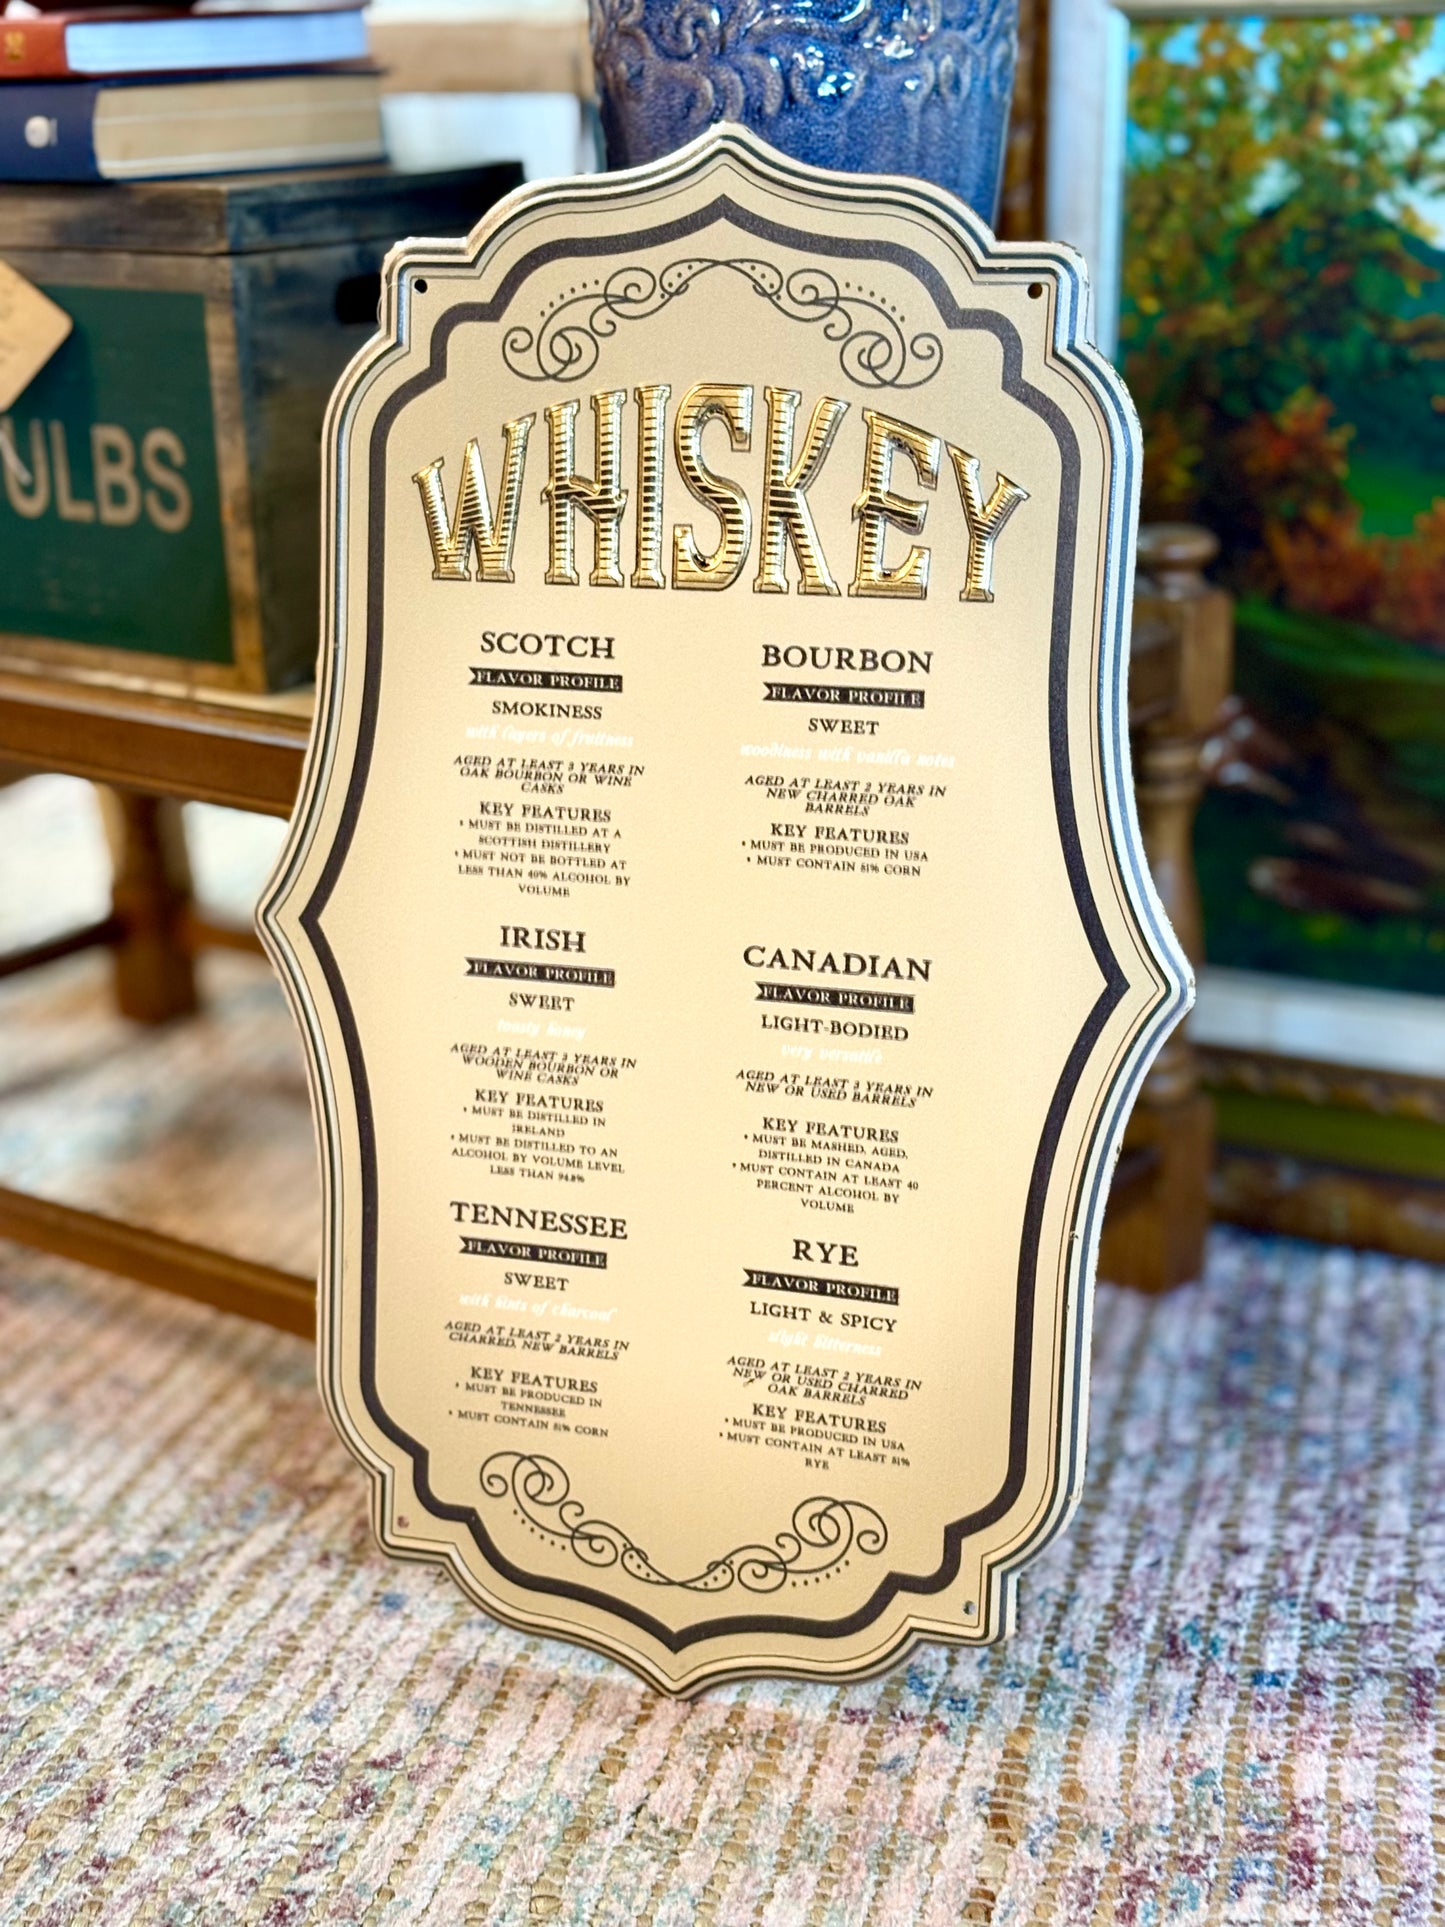 ULBS
WHISKEY
SCOTCH
FLAVOR PROFILE
SMOKINESS
with layers of fruitness
AGED AT LEAST 3 YEARS IN
OAK BOURBON OR WINE
CASKS
KEY FEATURES
• MUST BE DISTILLED AT A
SCOTTISH DISTILLERY
• MUST NOT BE BOTTLED AT
LESS THAN 40% ALCOHOL BY
VOLUME
BOURBON
FLAVOR PROFILE
SWEET
woodiness with vanilla notes
AGED AT LEAST 2 YEARS IN
NEW CHARRED OAK
BARRELS
KEY FEATURES
• MUST BE PRODUCED IN USA
• MUST CONTAIN 51% CORN
IRISH
FLAVOR PROFILE
SWEET
toasty honey
AGED AT LEAST 3 YEARS IN
WOODEN BOURBON OR
WINE CASKS
KEY FEATURES
• MUST BE DISTILLED IN
IRELAND
• MUST BE DISTILLED TO AN
ALCOHOL BY VOLUME LEVEL
LESS THAN 94.8%
CANADIAN
FLAVOR PROFILE
LIGHT-BODIED
very versatile
AGED AT LEAST 3 YEARS IN
NEW OR USED BARRELS
KEY FEATURES
• MUST BE MASHED, AGED,
DISTILLED IN CANADA
• MUST CONTAIN AT LEAST 40
PERCENT ALCOHOL BY
VOLUME
TENNESSEE
FLAVOR PROFILE
SWEET
with hints of charcoal
AGED AT LEAST 2 YEARS IN
CHARRED, NEW BARRELS
KEY FEATURES
• MUST BE PRODUCED IN
TENNESSEE
• MUST CONTAIN 51% CORN
RYE
FLAVOR PROFILE
LIGHT & SPICY
slight bitterness
AGED AT LEAST 2 YEARS IN
NEW OR USED CHARRED
OAK BARRELS
KEY FEATURES
• MUST BE PRODUCED IN USA
• MUST CONTAIN AT LEAST 51%
RYE